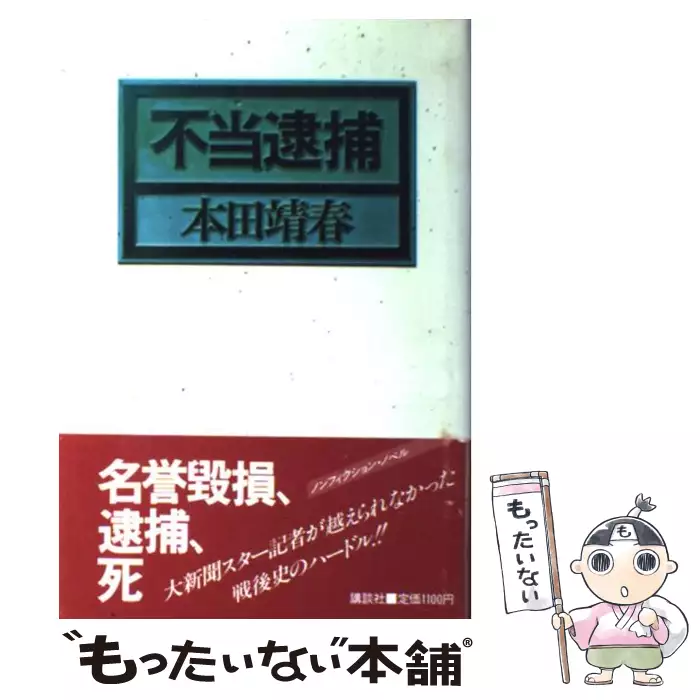 不当逮捕
本田靖春
名誉毀損、
逮捕、
死
ノンフィクション・ノベル
大新聞スター記者が越えられなかった
戦後史のハードル!!
講談社■定価1100円
もったいない
も
"もったいない"本舗®